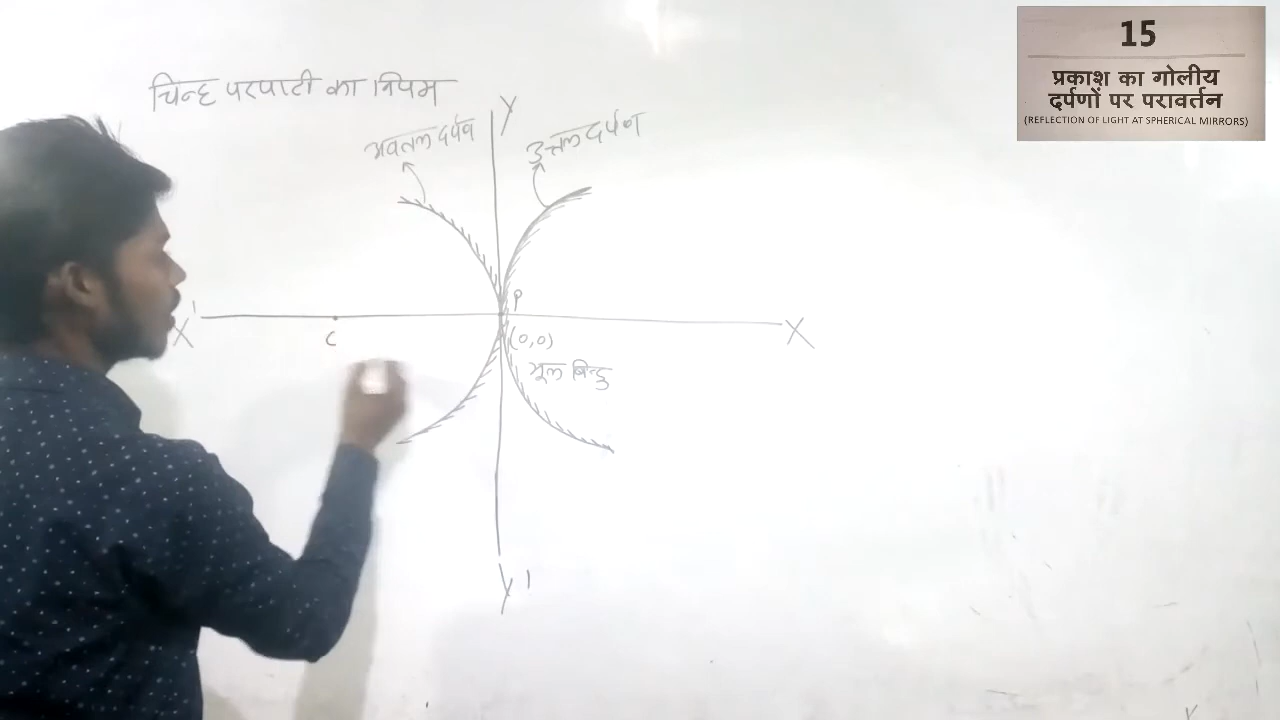 15
प्रकाश का गोलीय
दर्पणों पर परावर्तन
(REFLECTION OF LIGHT AT SPHERICAL MIRRORS)
चिन्ह परपाटी का नियम
Y
अवतल दर्पण
उत्तल दर्पण
P
X'
X
C
(0,0)
मूल बिन्दु
Y'